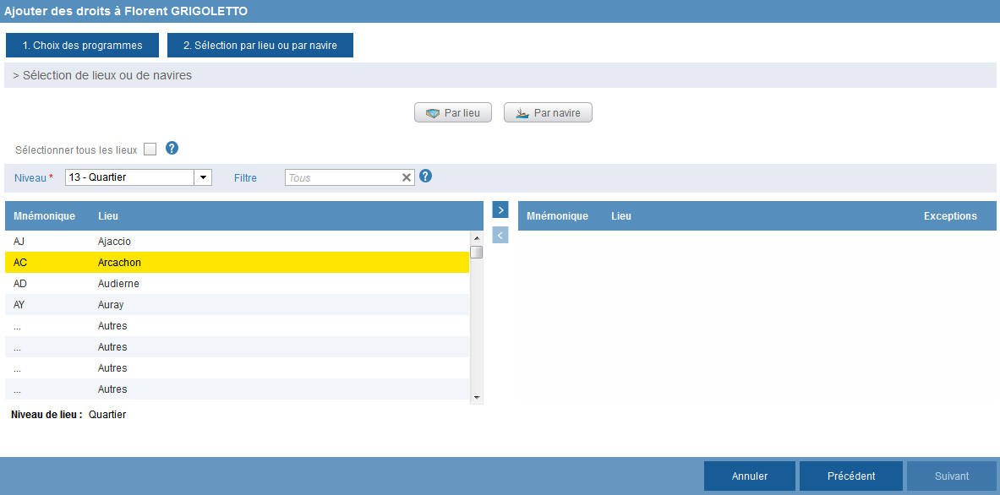 Ajouter des droits à Florent GRIGOLETTO
1. Choix des programmes 2. Sélection par lieu ou par navire
> Sélection de lieux ou de navires
Par lieu Par navire
Sélectionner tous les lieux ?
Niveau * 13 - Quartier Filtre Tous ?
Mnémonique Lieu > Mnémonique Lieu Exceptions
AJ Ajaccio <
AC Arcachon
AD Audierne
AY Auray
... Autres
... Autres
... Autres
... Autres
Niveau de lieu : Quartier
Annuler Précédent Suivant